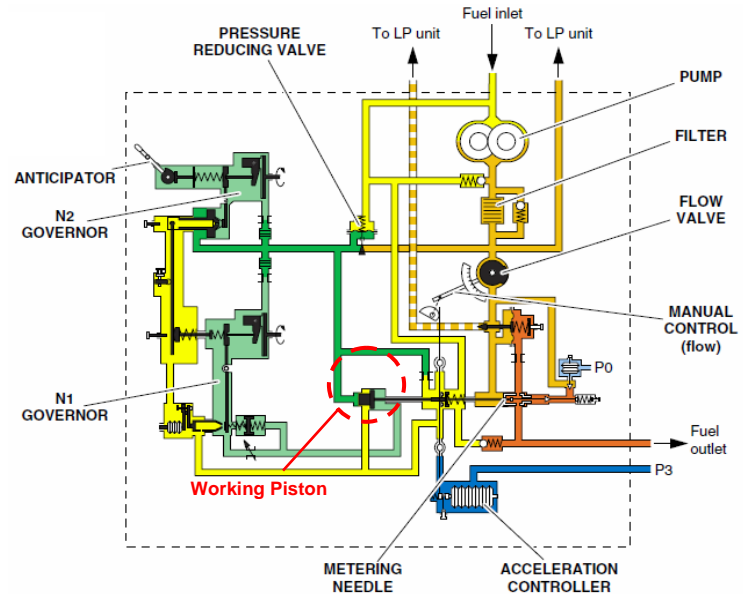 Fuel inlet
To LP unit
To LP unit
PRESSURE
REDUCING VALVE
PUMP
FILTER
ANTICIPATOR
N2
GOVERNOR
FLOW
VALVE
MANUAL
CONTROL
(flow)
P0
N1
GOVERNOR
Fuel
outlet
P3
Working Piston
METERING
NEEDLE
ACCELERATION
CONTROLLER